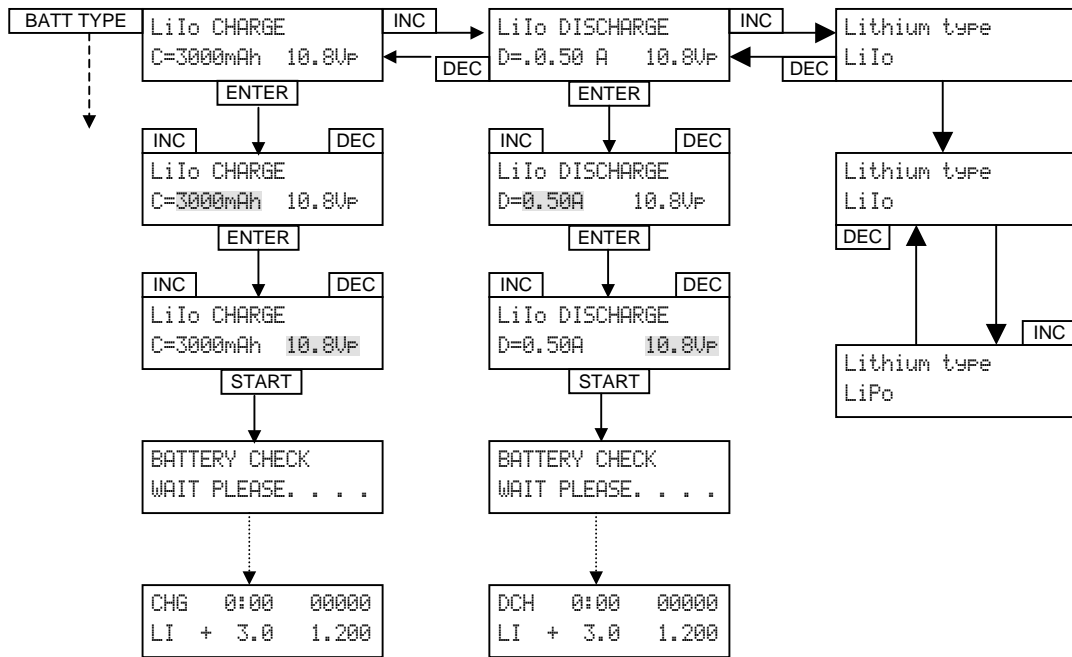 BATT TYPE
LiIo CHARGE
C=3000mAh 10.8Vp
INC
DEC
LiIo DISCHARGE
D=.0.50 A 10.8Vp
INC
DEC
Lithium type
LiIo
ENTER
ENTER
INC
DEC
LiIo CHARGE
C=3000mAh 10.8Vp
INC
DEC
LiIo DISCHARGE
D=0.50A 10.8Vp
Lithium type
LiIo
DEC
ENTER
ENTER
INC
DEC
LiIo CHARGE
C=3000mAh 10.8Vp
INC
DEC
LiIo DISCHARGE
D=0.50A 10.8Vp
INC
Lithium type
LiPo
START
START
BATTERY CHECK
WAIT PLEASE. . . .
BATTERY CHECK
WAIT PLEASE. . . .
CHG 0:00 00000
LI + 3.0 1.200
DCH 0:00 00000
LI + 3.0 1.200